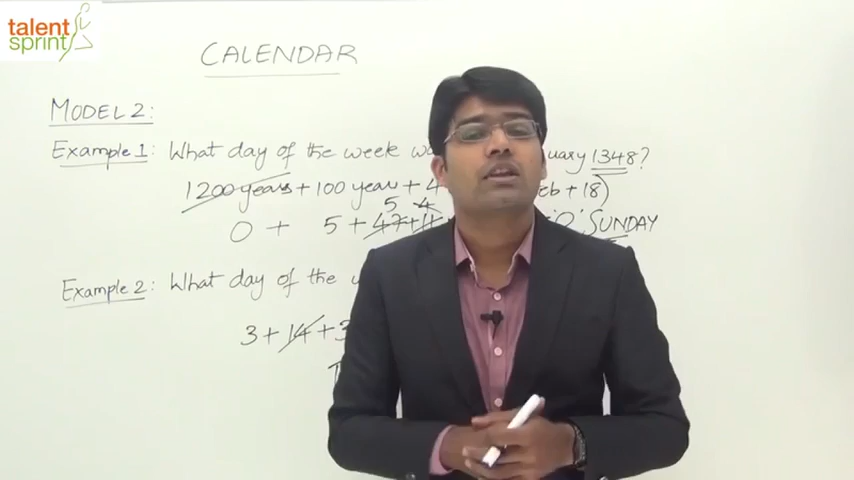 talent
sprint
CALENDAR
MODEL 2:
Example 1: What day of the week uary 1348?
1200 years + 100 year + 4 eb + 18)
5 4
0 + 5 + 47 + 11 '0' SUNDAY
Example 2: What day of the
3 + 14 + 3